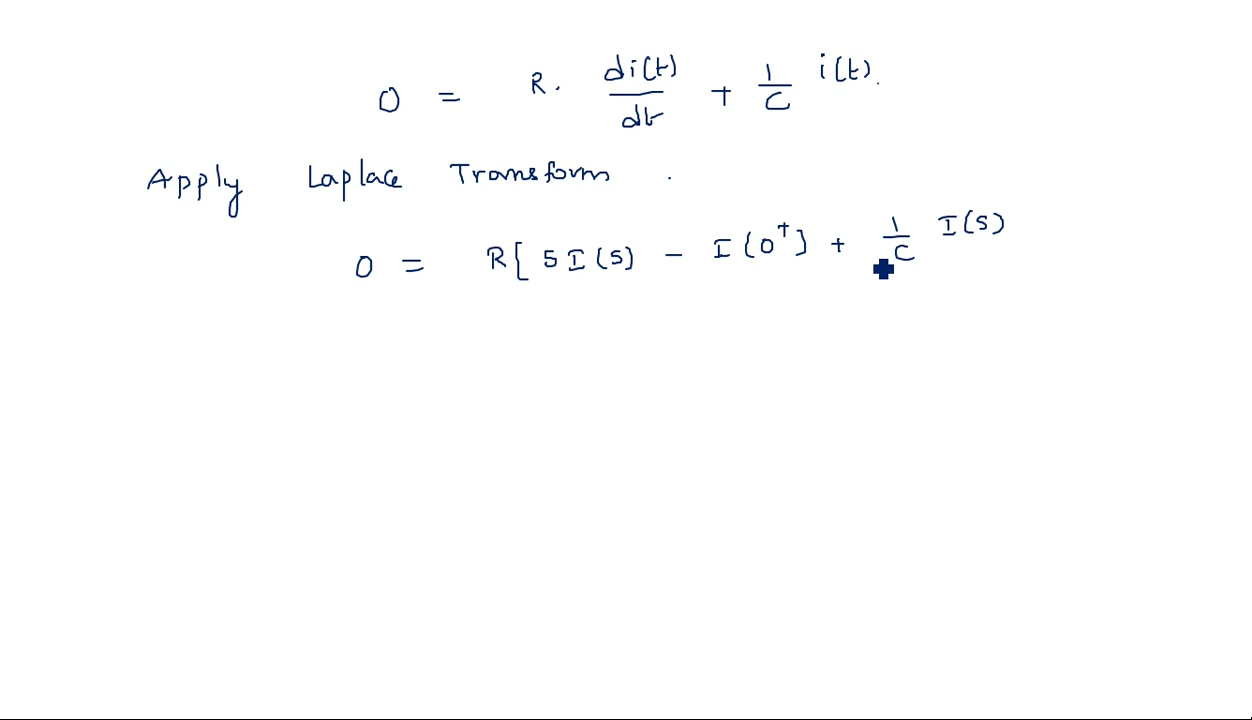 0 = R. di(t)/dt + 1/C i(t).
Apply Laplace Transform .
0 = R[ SI(S) - I(0⁺] + 1/C I(S)